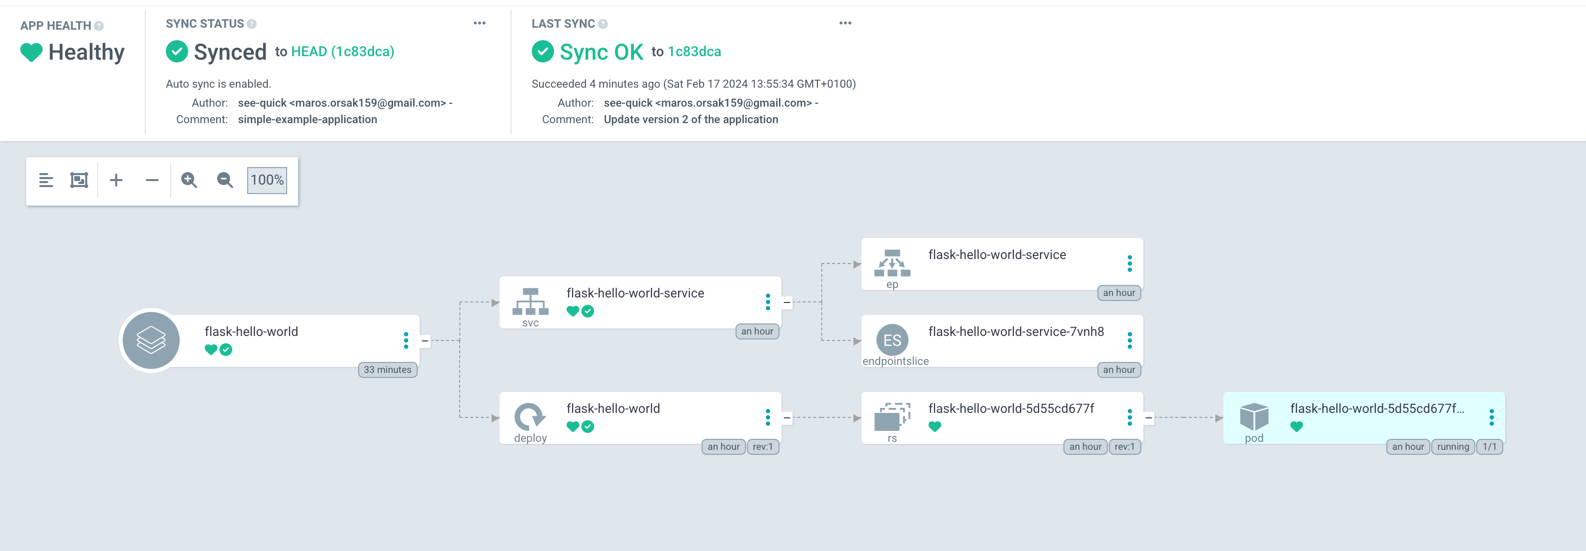 APP HEALTH
Healthy
SYNC STATUS
Synced to HEAD (1c83dca)
Auto sync is enabled.
Author: see-quick <maros.orsak159@gmail.com> -
Comment: simple-example-application
LAST SYNC
Sync OK to 1c83dca
Succeeded 4 minutes ago (Sat Feb 17 2024 13:55:34 GMT+0100)
Author: see-quick <maros.orsak159@gmail.com> -
Comment: Update version 2 of the application
100%
flask-hello-world
33 minutes
flask-hello-world-service
svc
an hour
flask-hello-world-service
ep
an hour
ES
flask-hello-world-service-7vnh8
endpointslice
an hour
flask-hello-world
deploy
an hour rev:1
flask-hello-world-5d55cd677f
rs
an hour rev:1
flask-hello-world-5d55cd677f...
pod
an hour running 1/1